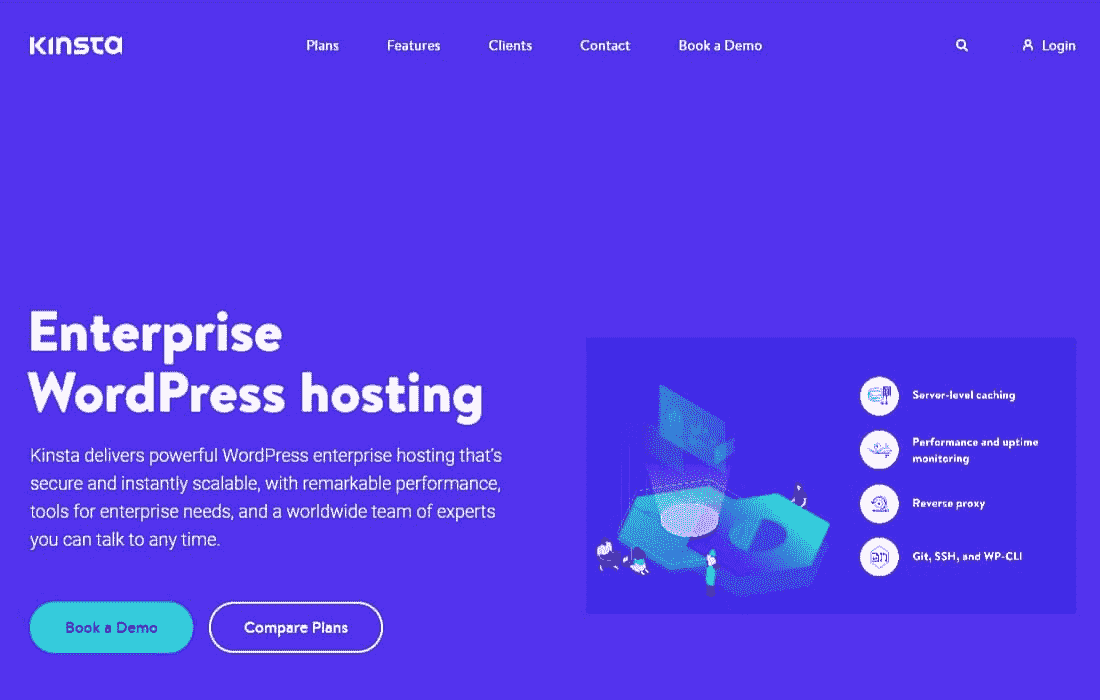 Kinsta
Plans
Features
Clients
Contact
Book a Demo
Login
Enterprise
WordPress hosting
Kinsta delivers powerful WordPress enterprise hosting that's
secure and instantly scalable, with remarkable performance,
tools for enterprise needs, and a worldwide team of experts
you can talk to any time.
Book a Demo
Compare Plans
Server-level caching
Performance and uptime
monitoring
Reverse proxy
Git, SSH, and WP-CLI